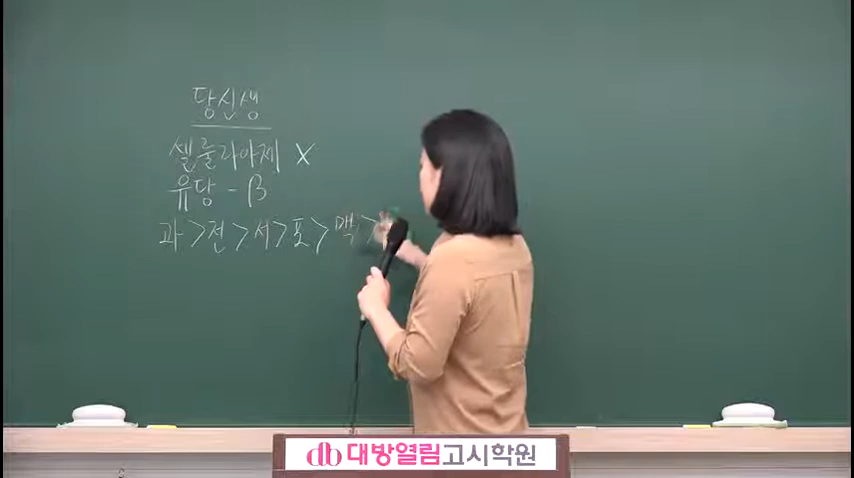 당신생
셀룰라아제 X
유당 - β
과>전>서>포>맥>
db 대방열림고시학원